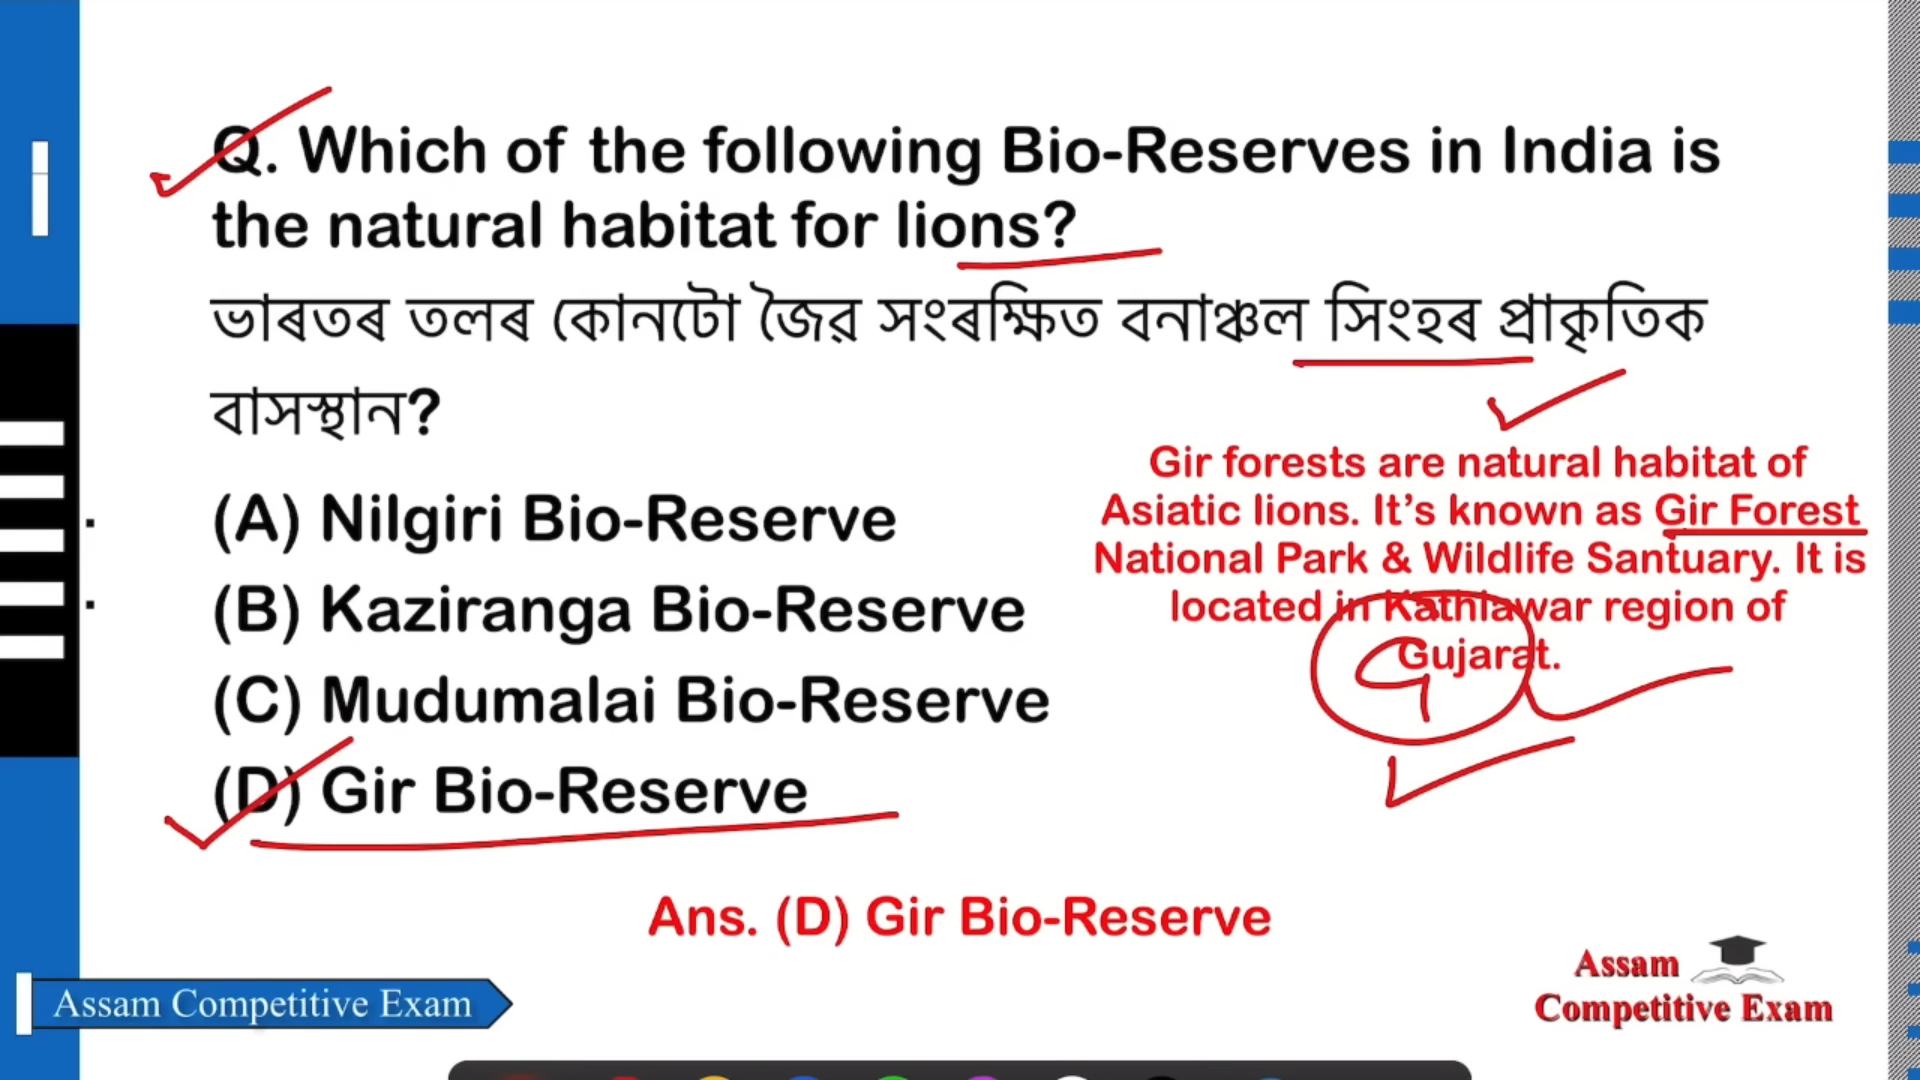 Q. Which of the following Bio-Reserves in India is
the natural habitat for lions?
ভাৰতৰ তলৰ কোনটো জৈৱ সংৰক্ষিত বনাঞ্চল সিংহৰ প্ৰাকৃতিক
বাসস্থান?
(A) Nilgiri Bio-Reserve
(B) Kaziranga Bio-Reserve
(C) Mudumalai Bio-Reserve
(D) Gir Bio-Reserve
Gir forests are natural habitat of
Asiatic lions. It’s known as Gir Forest
National Park & Wildlife Santuary. It is
located in Kathiawar region of
Gujarat.
G
Ans. (D) Gir Bio-Reserve
Assam Competitive Exam
Assam
Competitive Exam